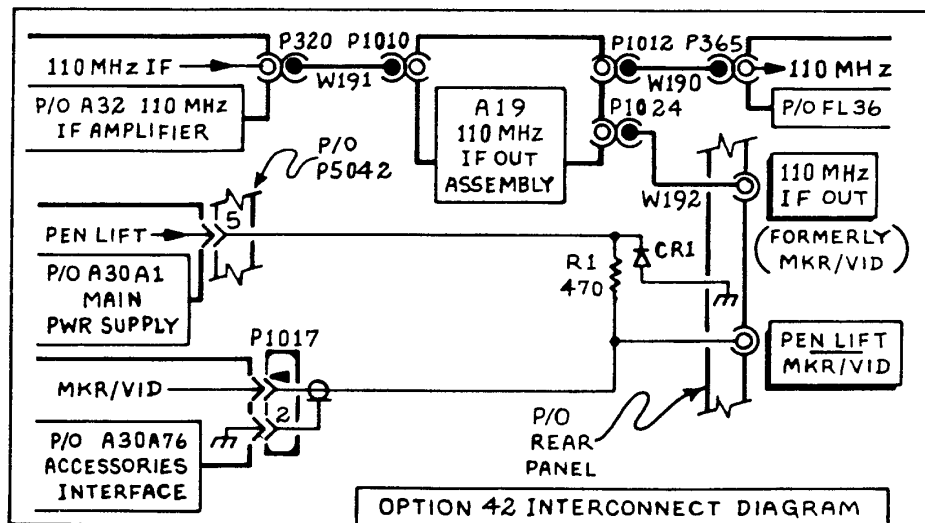 P320 P1010
P1012 P365
110 MHz IF
W191
W190
110 MHz
P/O A32 110 MHz
IF AMPLIFIER
A19
110 MHz
IF OUT
ASSEMBLY
P1024
P/O FL36
P/O
P5042
W192
110 MHz
IF OUT
(FORMERLY
MKR/VID)
5
PEN LIFT
P/O A30A1
MAIN
PWR SUPPLY
R1
470
CR1
P1017
MKR/VID
2
PEN LIFT
MKR/VID
P/O A30A76
ACCESSORIES
INTERFACE
P/O
REAR
PANEL
OPTION 42 INTERCONNECT DIAGRAM